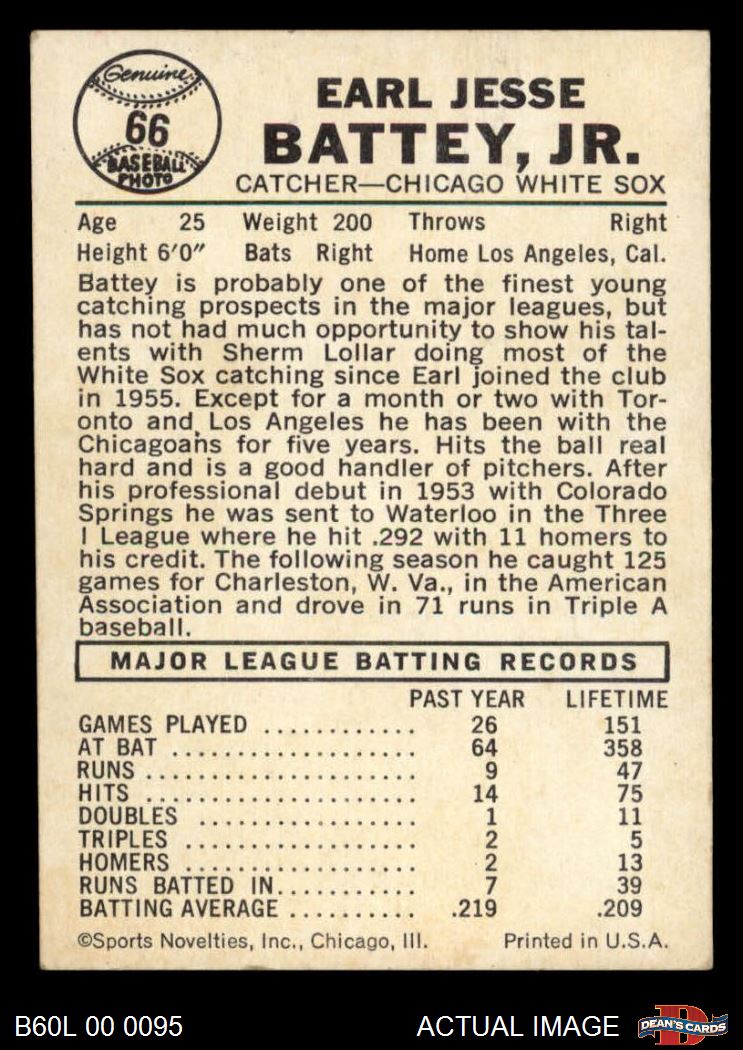 Genuine
66
BASEBALL
PHOTO
EARL JESSE
BATTEY, JR.
CATCHER—CHICAGO WHITE SOX
Age 25 Weight 200 Throws Right
Height 6'0" Bats Right Home Los Angeles, Cal.
Battey is probably one of the finest young
catching prospects in the major leagues, but
has not had much opportunity to show his tal-
ents with Sherm Lollar doing most of the
White Sox catching since Earl joined the club
in 1955. Except for a month or two with Tor-
onto and Los Angeles he has been with the
Chicagoans for five years. Hits the ball real
hard and is a good handler of pitchers. After
his professional debut in 1953 with Colorado
Springs he was sent to Waterloo in the Three
I League where he hit .292 with 11 homers to
his credit. The following season he caught 125
games for Charleston, W. Va., in the American
Association and drove in 71 runs in Triple A
baseball.
MAJOR LEAGUE BATTING RECORDS
PAST YEAR LIFETIME
GAMES PLAYED ............ 26 151
AT BAT ................... 64 358
RUNS ..................... 9 47
HITS ..................... 14 75
DOUBLES ................. 1 11
TRIPLES .................. 2 5
HOMERS .................. 2 13
RUNS BATTED IN........... 7 39
BATTING AVERAGE .......... .219 .209
©Sports Novelties, Inc., Chicago, Ill. Printed in U.S.A.
B60L 00 0095 ACTUAL IMAGE D DEAN'S CARDS